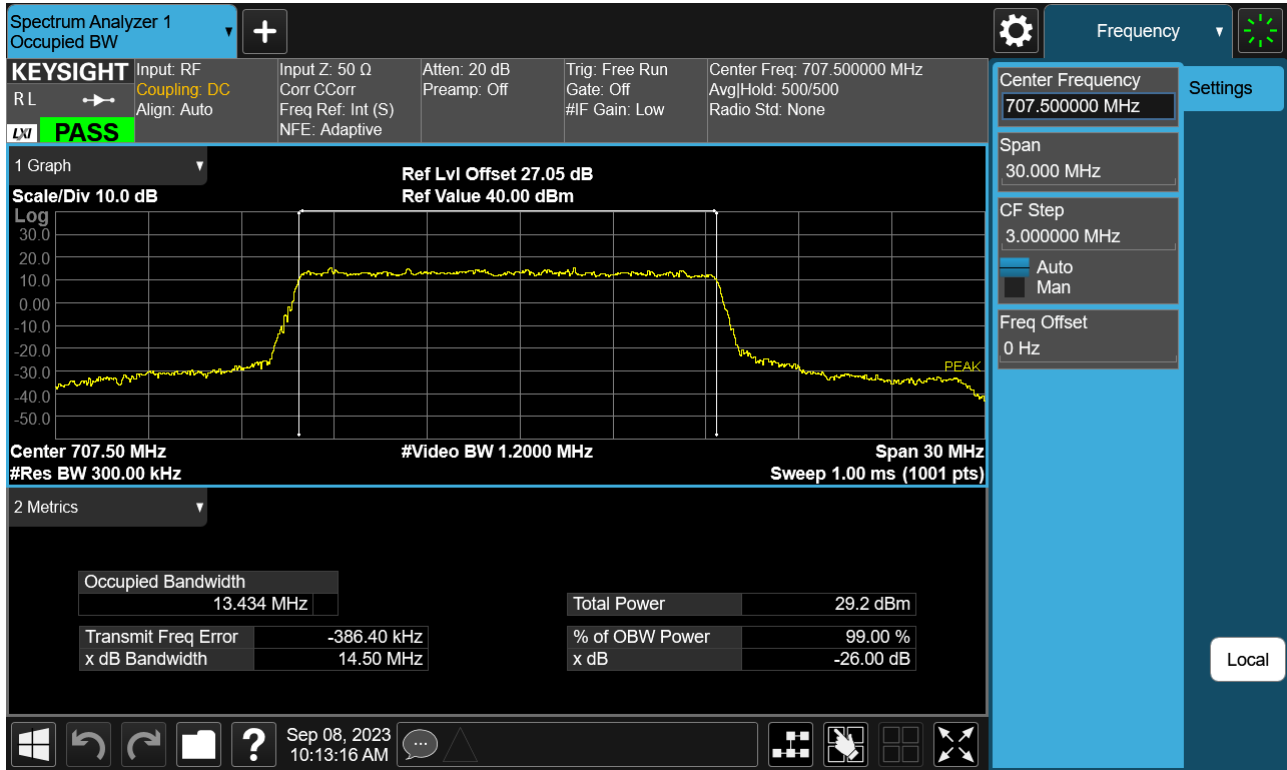 Spectrum Analyzer 1
Occupied BW
Frequency
KEYSIGHT
R L
LXI
PASS
Input: RF
Coupling: DC
Align: Auto
Input Z: 50 Ω
Corr CCorr
Freq Ref: Int (S)
NFE: Adaptive
Atten: 20 dB
Preamp: Off
Trig: Free Run
Gate: Off
#IF Gain: Low
Center Freq: 707.500000 MHz
Avg|Hold: 500/500
Radio Std: None
Center Frequency
707.500000 MHz
Settings
Span
30.000 MHz
CF Step
3.000000 MHz
Auto
Man
Freq Offset
0 Hz
Local
1 Graph
Scale/Div 10.0 dB
Ref Lvl Offset 27.05 dB
Ref Value 40.00 dBm
Log
30.0
20.0
10.0
0.00
-10.0
-20.0
-30.0
-40.0
-50.0
PEAK
Center 707.50 MHz
#Video BW 1.2000 MHz
Span 30 MHz
#Res BW 300.00 kHz
Sweep 1.00 ms (1001 pts)
2 Metrics
Occupied Bandwidth
13.434 MHz
Total Power 29.2 dBm
Transmit Freq Error -386.40 kHz
% of OBW Power 99.00 %
x dB Bandwidth 14.50 MHz
x dB -26.00 dB
?
Sep 08, 2023
10:13:16 AM